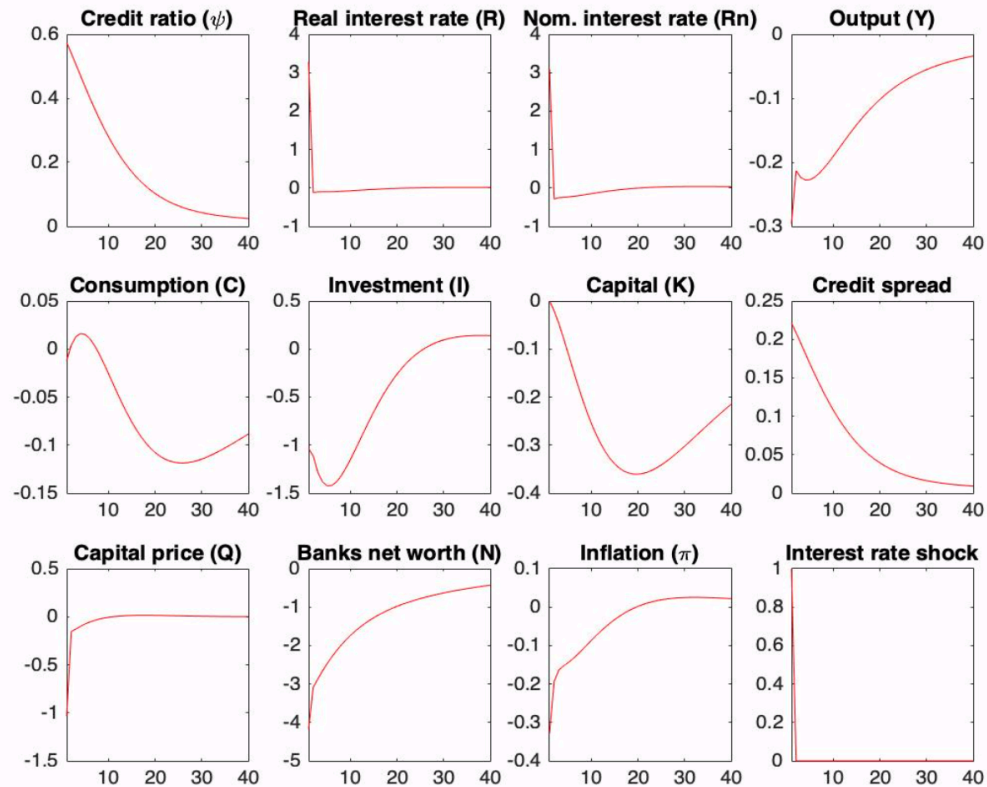 Credit ratio (ψ) Real interest rate (R) Nom. interest rate (Rn) Output (Y)
0.6 4 4 0
3 3
0.4 -0.1
2 2
1 1
0.2 -0.2
0 0
0 -1 -1 -0.3
10 20 30 40 10 20 30 40 10 20 30 40 10 20 30 40
Consumption (C) Investment (I) Capital (K) Credit spread
0.05 0.5 0 0.25
0.2
0 0 -0.1
0.15
-0.05 -0.5 -0.2
0.1
-0.1 -1 -0.3
0.05
-0.15 -1.5 -0.4 0
10 20 30 40 10 20 30 40 10 20 30 40 10 20 30 40
Capital price (Q) Banks net worth (N) Inflation (π) Interest rate shock
0.5 0 0.1 1
-1 0.8
0 0
-2 0.6
-0.5 -0.1
-3 -0.2 0.4
-1 -4 -0.3 0.2
-1.5 -5 -0.4 0
10 20 30 40 10 20 30 40 10 20 30 40 10 20 30 40